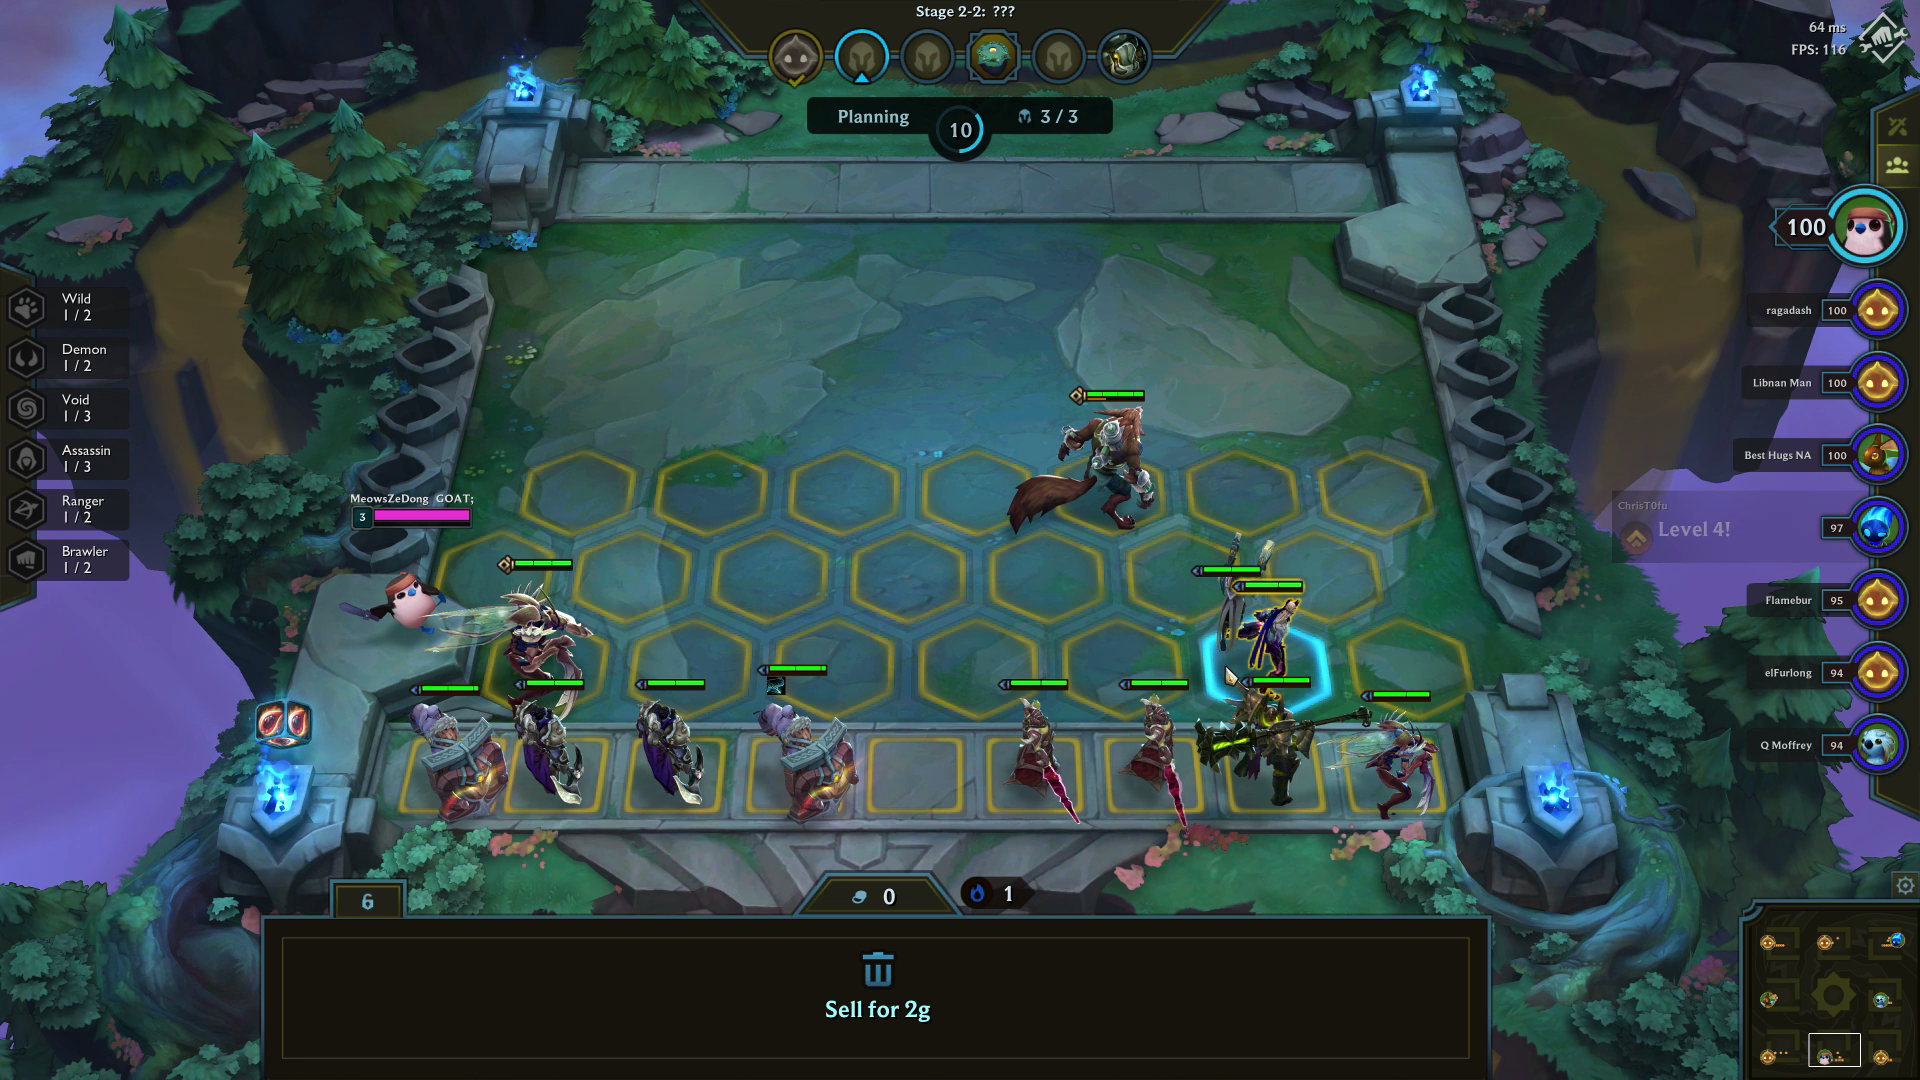 Stage 2-2: ???
64 ms
FPS: 116
Planning
10
3 / 3
100
Wild
1 / 2
Demon
1 / 2
Void
1 / 3
Assassin
1 / 3
Ranger
1 / 2
Brawler
1 / 2
ragadash
100
Libnan Man
100
Best Hugs NA
100
ChrisT0fu
Level 4!
97
Flamebur
95
elFurlong
94
Q Moffrey
94
MeowsZeDong GOAT;
3
6
0
1
Sell for 2g